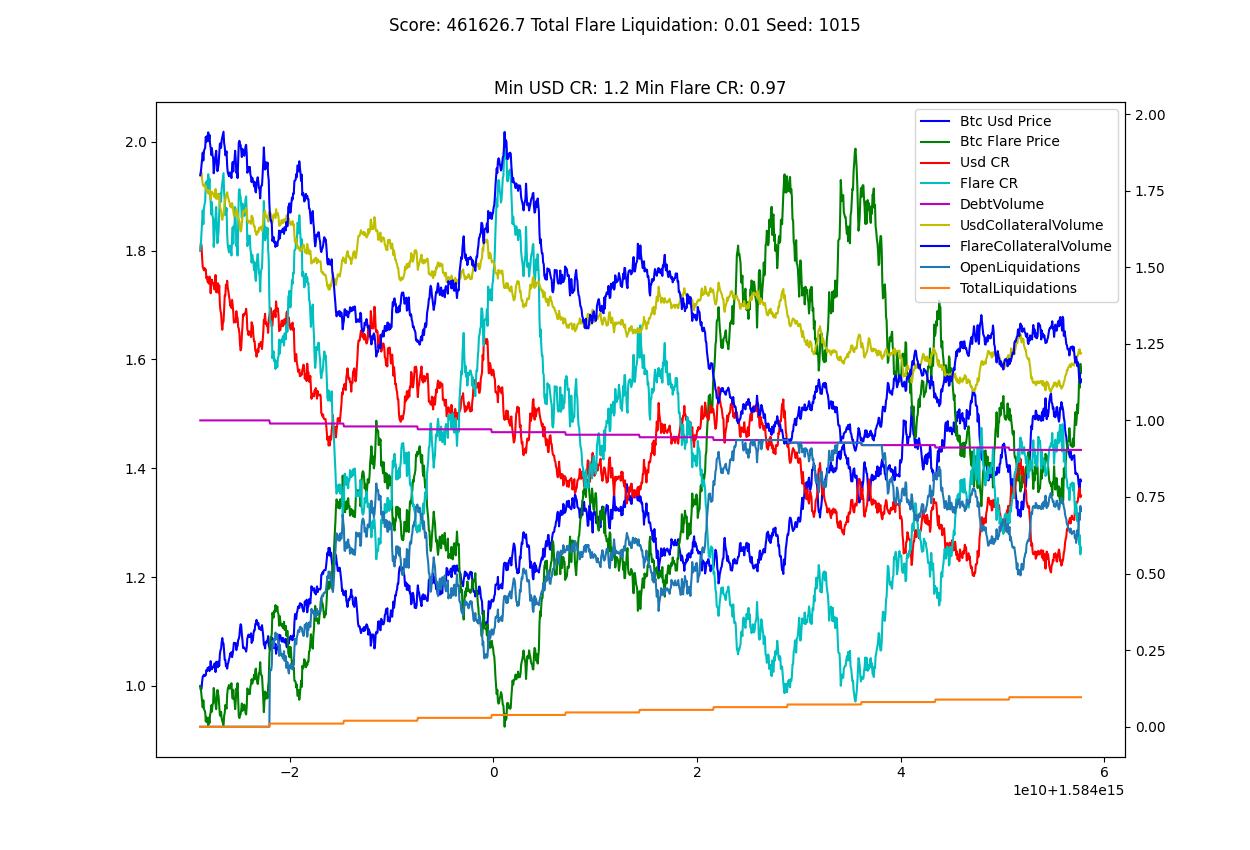 Score: 461626.7 Total Flare Liquidation: 0.01 Seed: 1015
Min USD CR: 1.2 Min Flare CR: 0.97
Btc Usd Price
Btc Flare Price
Usd CR
Flare CR
DebtVolume
UsdCollateralVolume
FlareCollateralVolume
OpenLiquidations
TotalLiquidations
2.0
1.8
1.6
1.4
1.2
1.0
2.00
1.75
1.50
1.25
1.00
0.75
0.50
0.25
0.00
−2 0 2 4 6
1e10+1.584e15